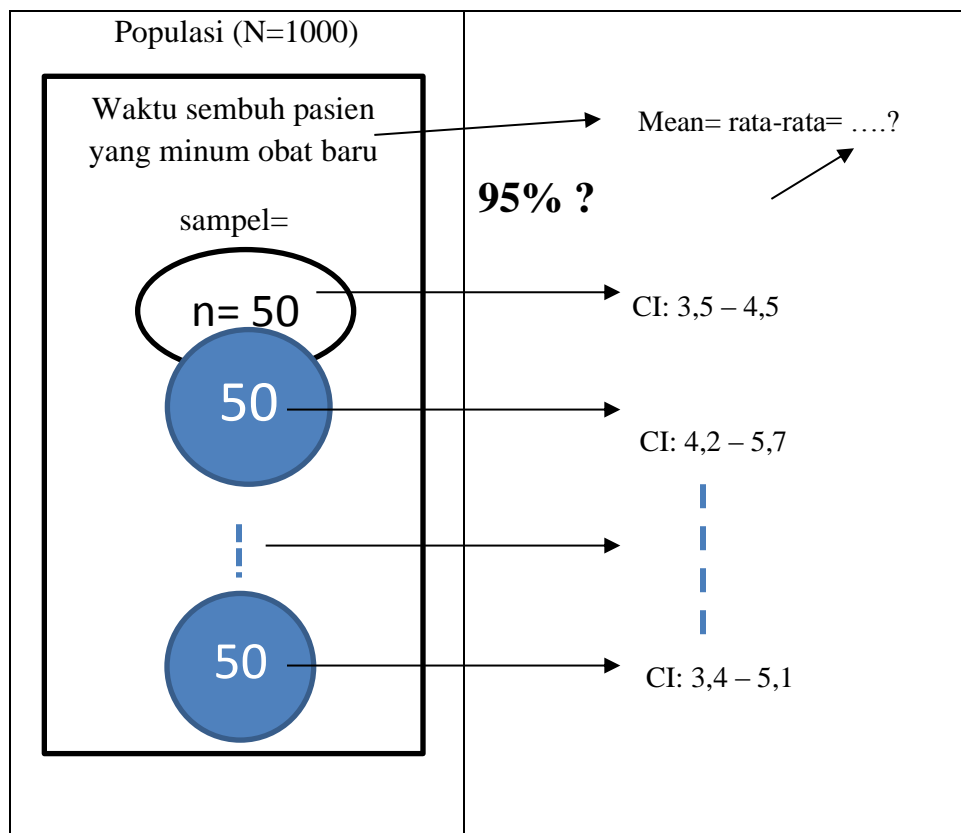 Populasi (N=1000)
Waktu sembuh pasien
yang minum obat baru
sampel=
n= 50
50
50
Mean= rata-rata= ….?
95% ?
CI: 3,5 – 4,5
CI: 4,2 – 5,7
CI: 3,4 – 5,1